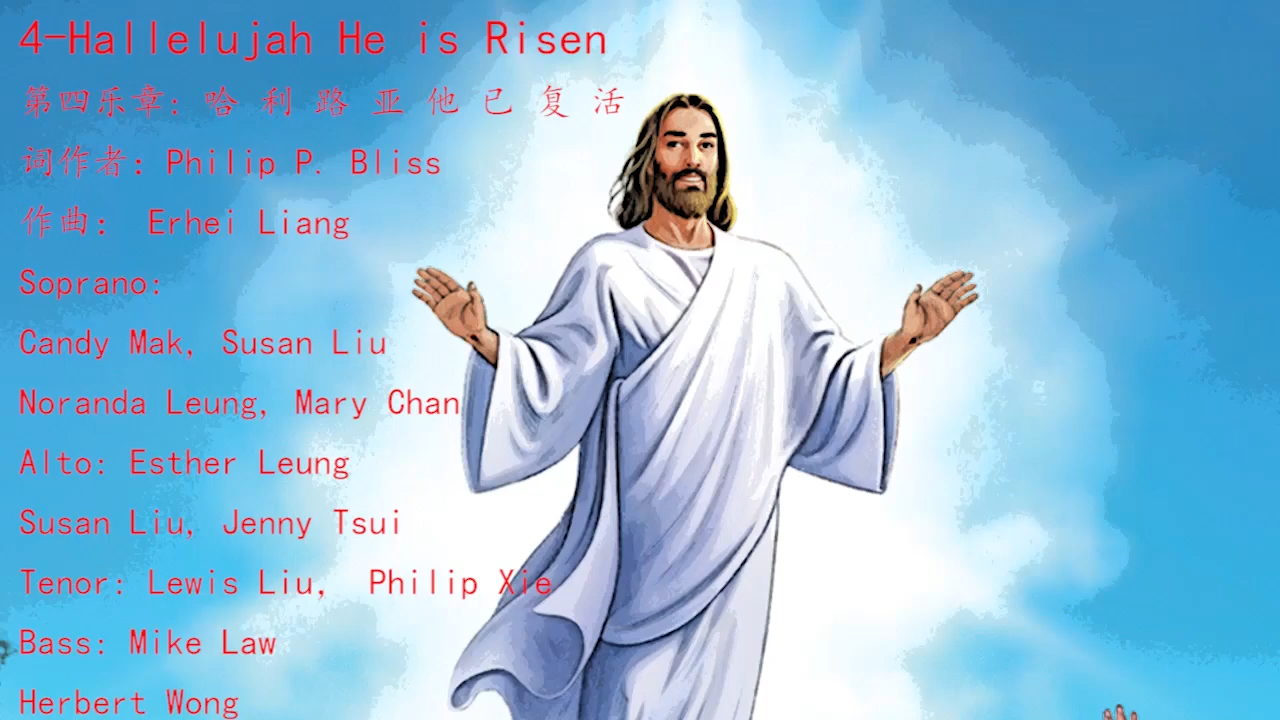 4-Hallelujah He is Risen
第四乐章: 哈 利 路 亚 他 已 复 活
词作者: Philip P. Bliss
作曲: Erhei Liang
Soprano:
Candy Mak, Susan Liu
Noranda Leung, Mary Chan
Alto: Esther Leung
Susan Liu, Jenny Tsui
Tenor: Lewis Liu, Philip Xie
Bass: Mike Law
Herbert Wong